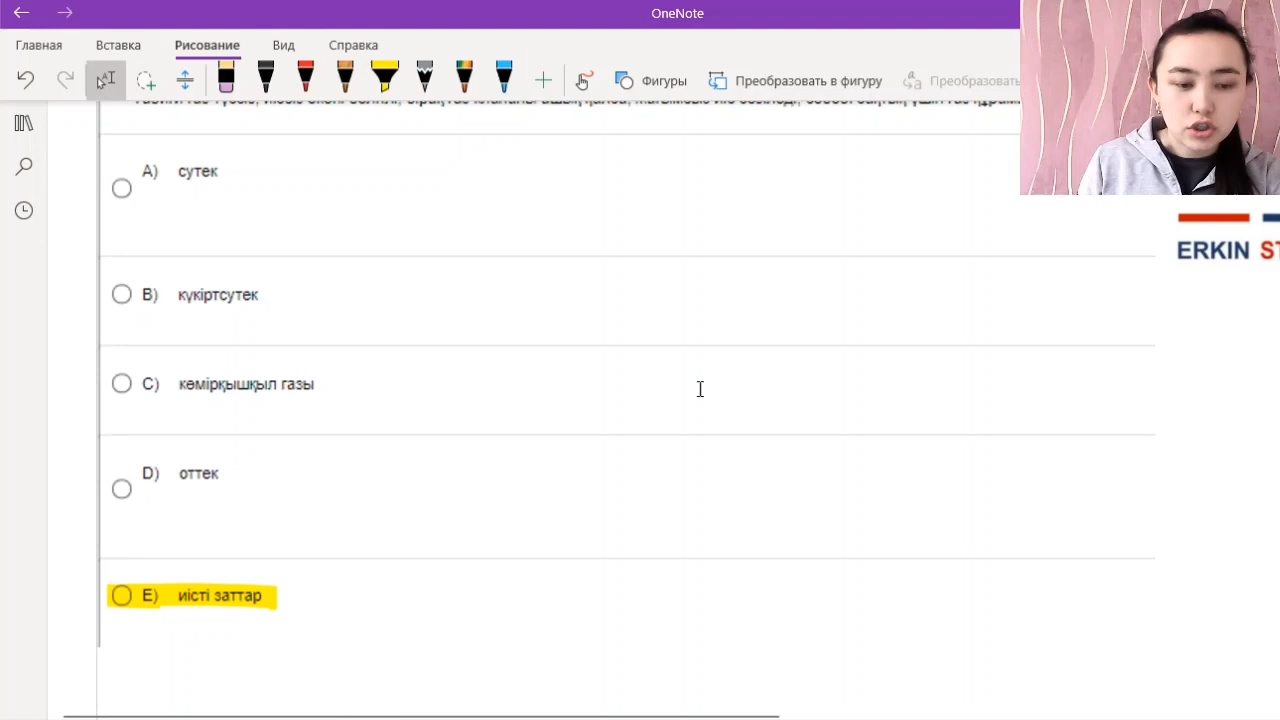 OneNote
Главная Вставка Рисование Вид Справка
Фигуры Преобразовать в фигуру Преобразовать
A) сутек
B) күкіртсутек
C) көмірқышқыл газы
D) оттек
E) иісті заттар
ERKIN